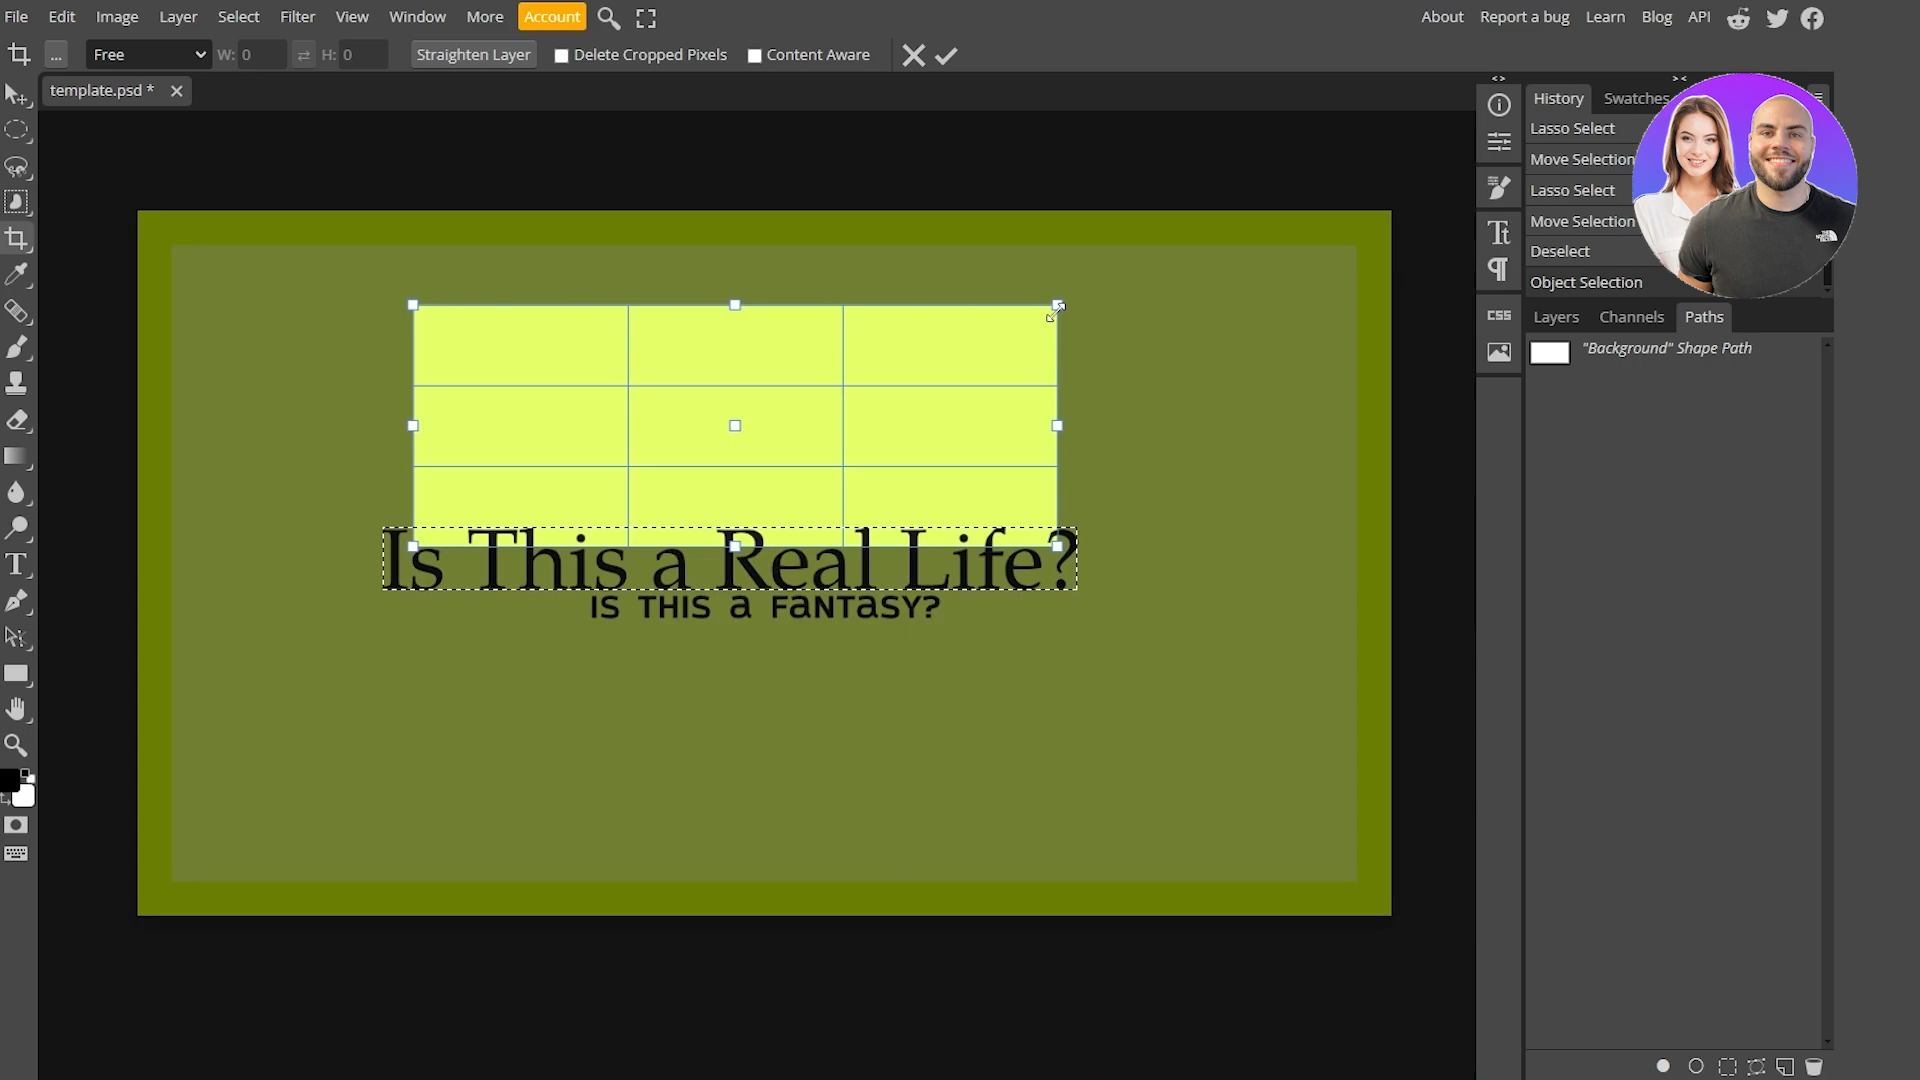 File Edit Image Layer Select Filter View Window More Account About Report a bug Learn Blog API
... Free W: 0 H: 0 Straighten Layer Delete Cropped Pixels Content Aware
template.psd *
History Swatches
Lasso Select
Move Selection
Lasso Select
Move Selection
Deselect
Object Selection
CSS
Layers Channels Paths
"Background" Shape Path
Is This a Real Life?
IS THIS a FaNTaSY?